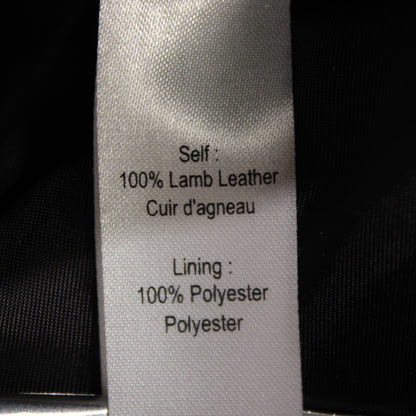 Self :
100% Lamb Leather
Cuir d'agneau
Lining :
100% Polyester
Polyester